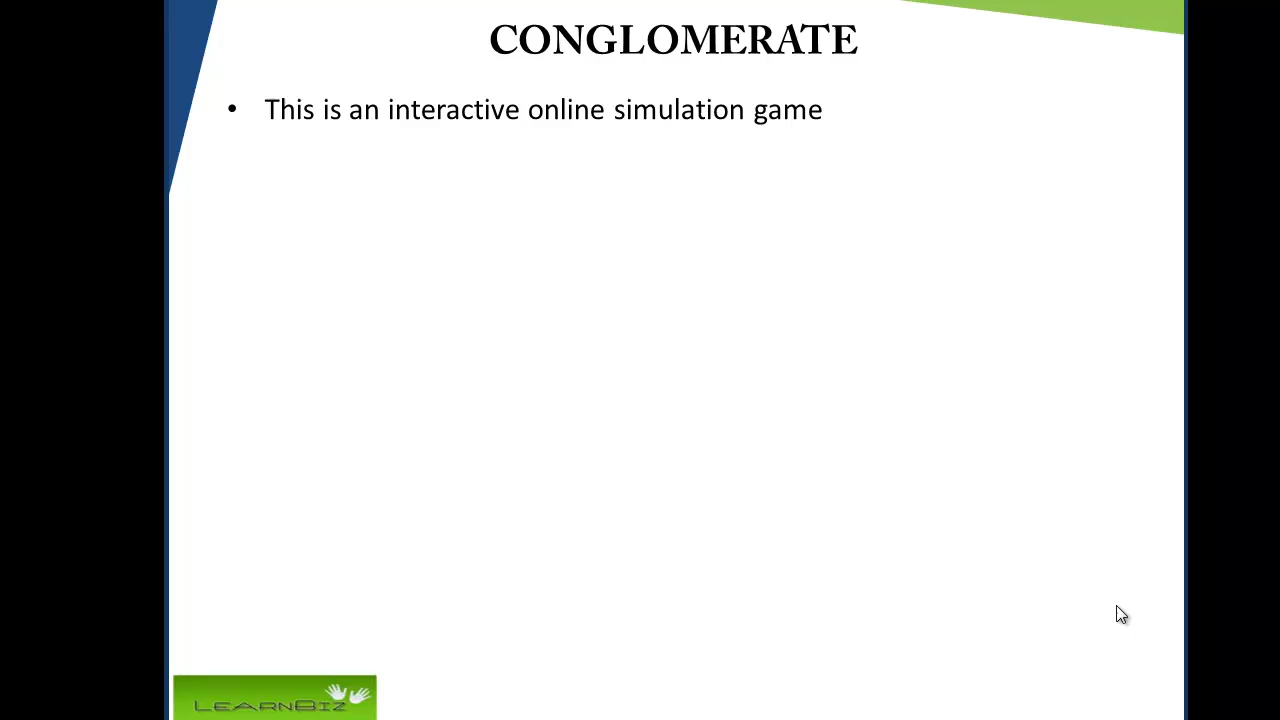 CONGLOMERATE
• This is an interactive online simulation game
LEARNBIZ